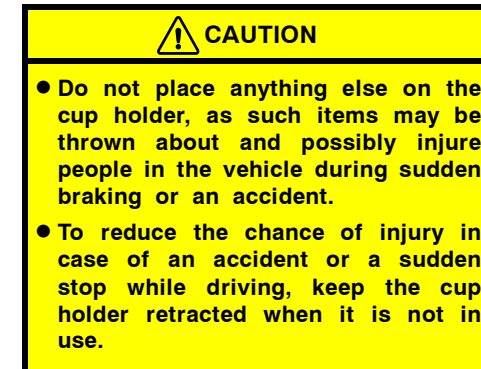 CAUTION
● Do not place anything else on the
cup holder, as such items may be
thrown about and possibly injure
people in the vehicle during sudden
braking or an accident.
● To reduce the chance of injury in
case of an accident or a sudden
stop while driving, keep the cup
holder retracted when it is not in
use.